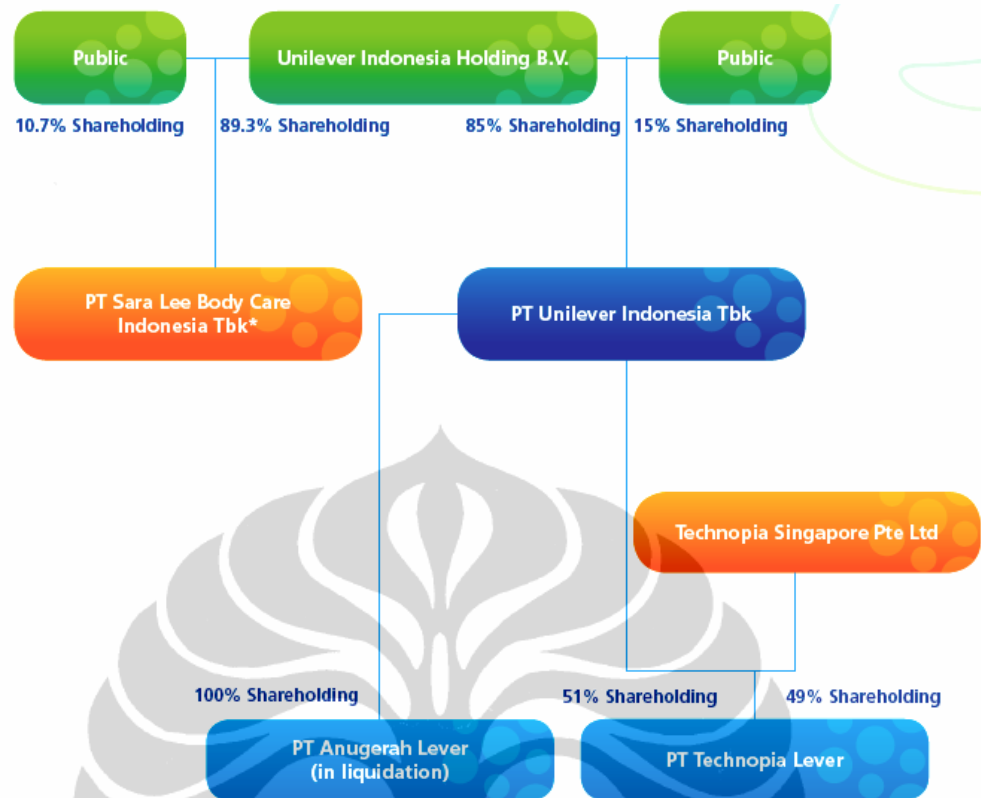 Public
Unilever Indonesia Holding B.V.
Public
10.7% Shareholding
89.3% Shareholding
85% Shareholding
15% Shareholding
PT Sara Lee Body Care
Indonesia Tbk*
PT Unilever Indonesia Tbk
Technopia Singapore Pte Ltd
100% Shareholding
51% Shareholding
49% Shareholding
PT Anugerah Lever
(in liquidation)
PT Technopia Lever